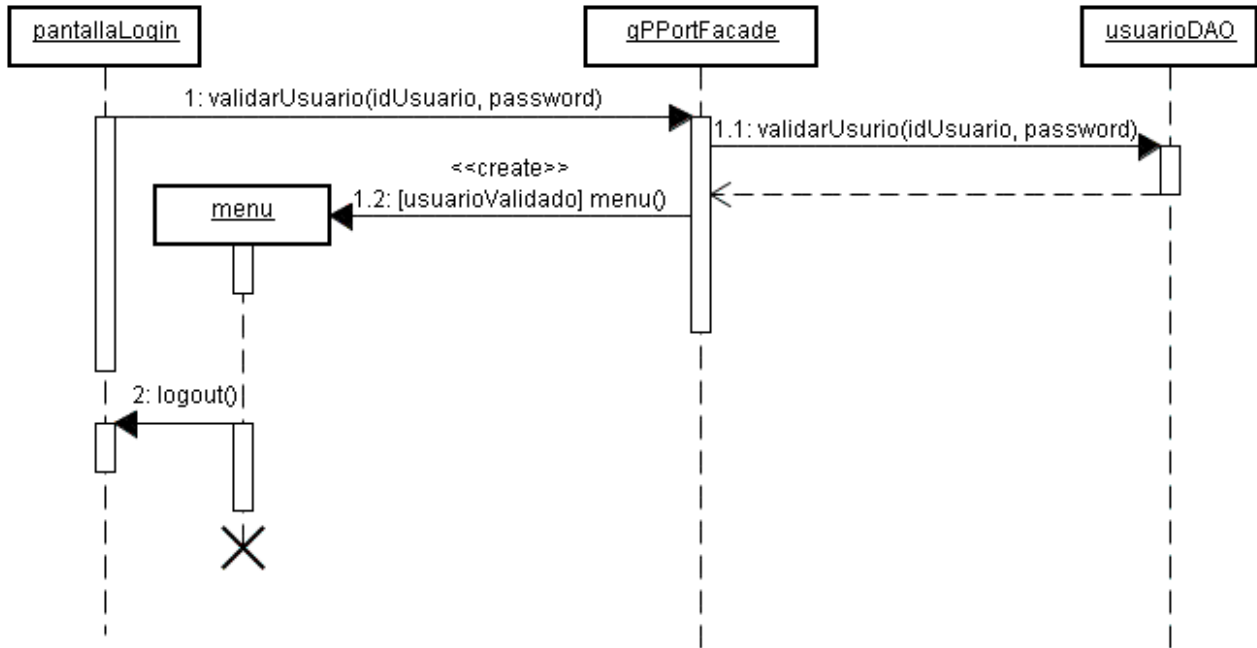 pantallaLogin
gPPortFacade
usuarioDAO
1: validarUsuario(idUsuario, password)
1.1: validarUsurio(idUsuario, password)
<<create>>
1.2: [usuarioValidado] menu()
menu
2: logout()